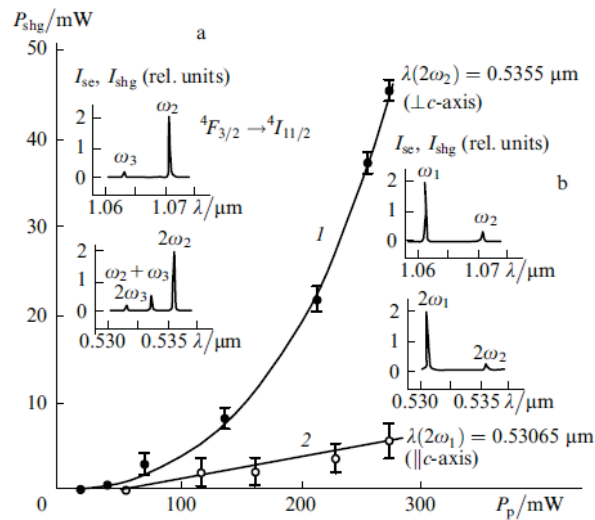 P_shg/mW
a
50
40
30
20
10
0
100
200
300
P_p/mW
I_se, I_shg (rel. units)
⁴F₃/₂ → ⁴I₁₁/₂
2
1
0
ω₃
ω₂
1.06
1.07 λ/μm
2ω₂
ω₂ + ω₃
2ω₃
2
1
0
0.530
0.535 λ/μm
1
2
λ(2ω₂) = 0.5355 μm
(⊥c-axis)
I_se, I_shg (rel. units)
b
ω₁
ω₂
2
1
0
1.06
1.07 λ/μm
2ω₁
2ω₂
2
1
0
0.530
0.535 λ/μm
λ(2ω₁) = 0.53065 μm
(∥c-axis)